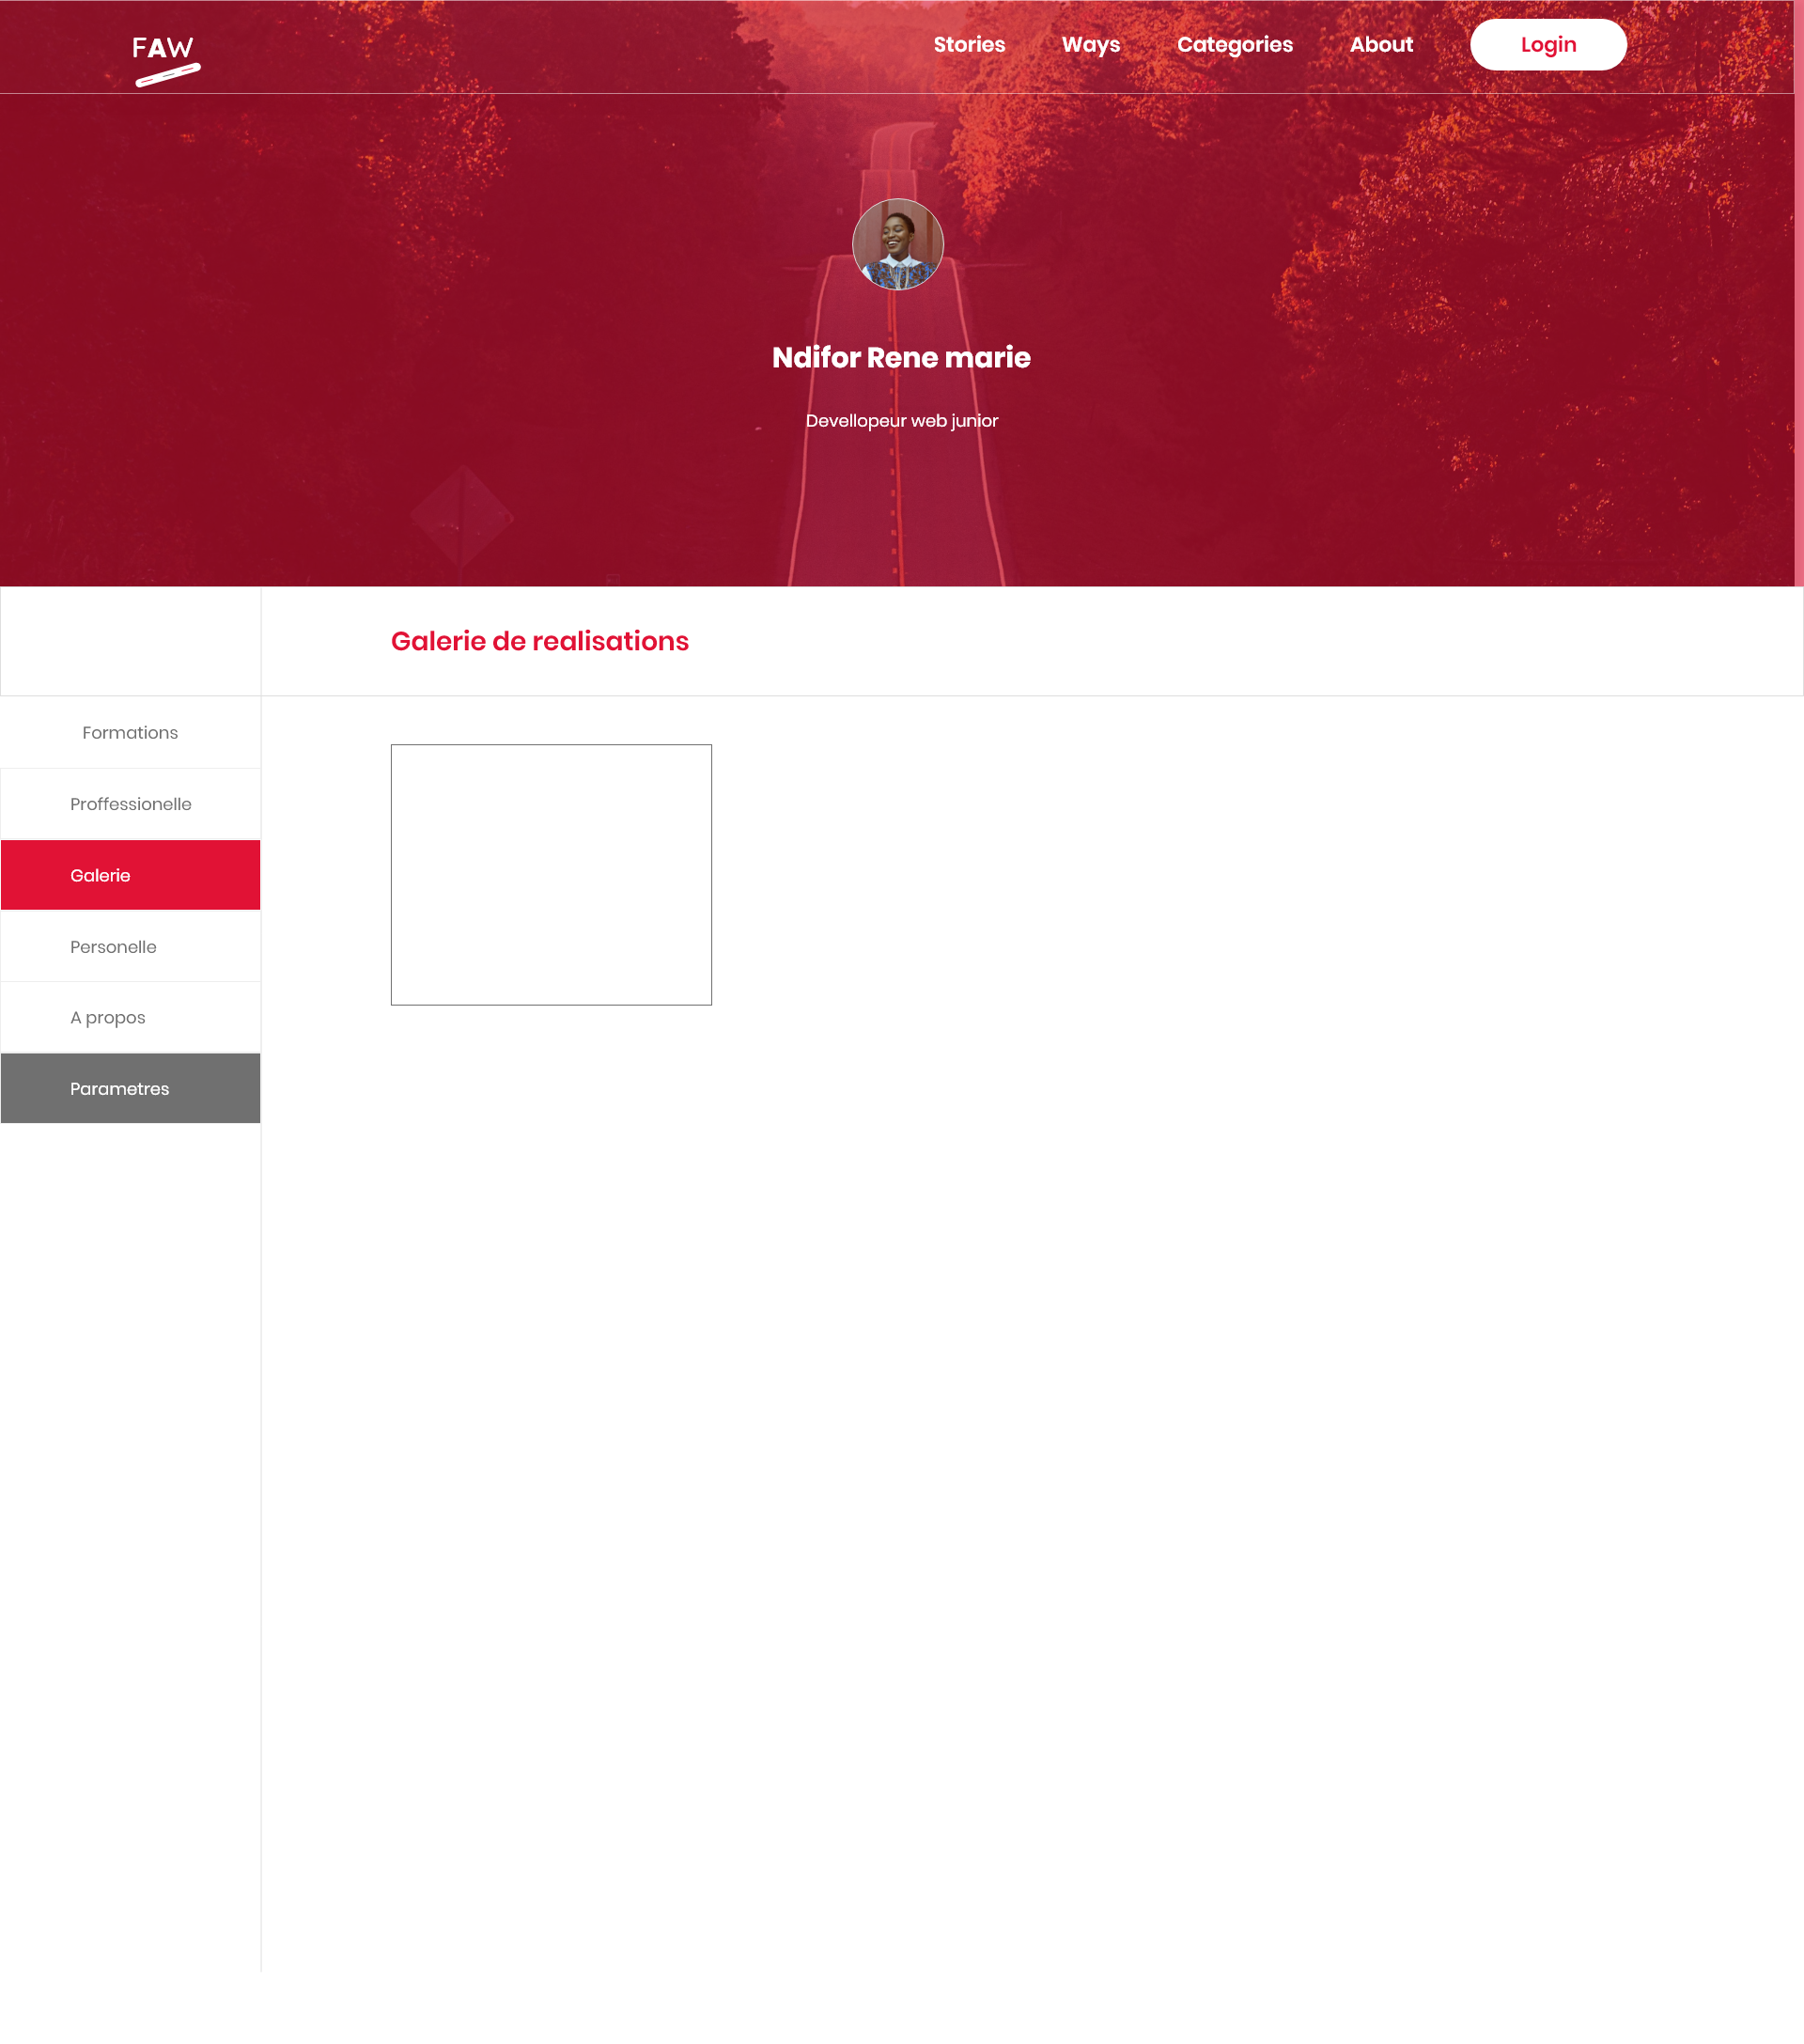 FAW
Stories
Ways
Categories
About
Login
Ndifor Rene marie
Devellopeur web junior
Galerie de realisations
Formations
Proffessionelle
Galerie
Personelle
A propos
Parametres